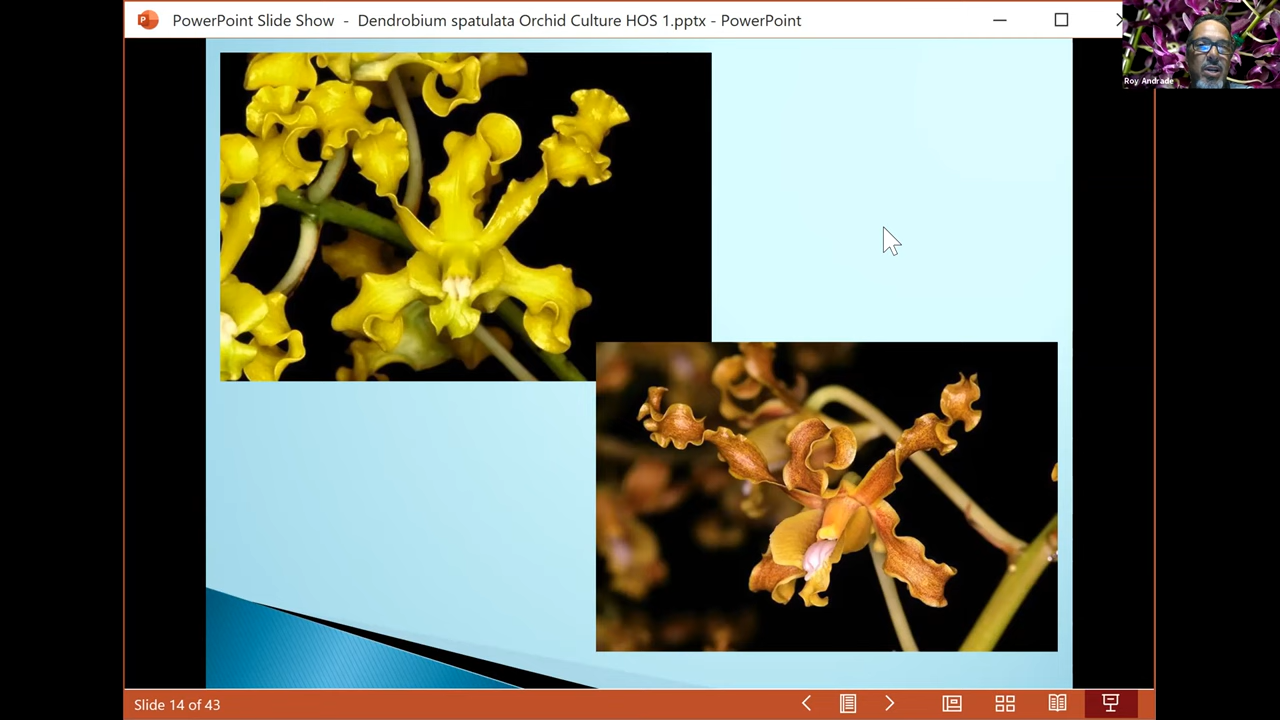 PowerPoint Slide Show - Dendrobium spatulata Orchid Culture HOS 1.pptx - PowerPoint
Roy Andrade
Slide 14 of 43